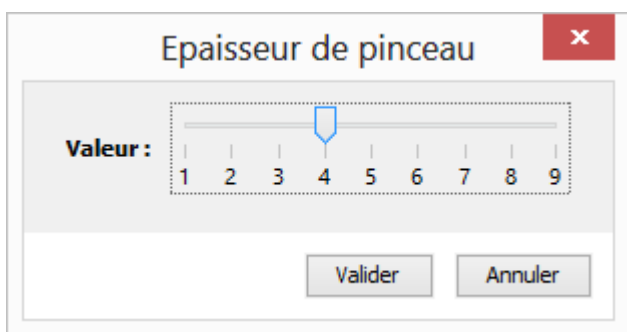 Epaisseur de pinceau
Valeur :
1 2 3 4 5 6 7 8 9
Valider Annuler